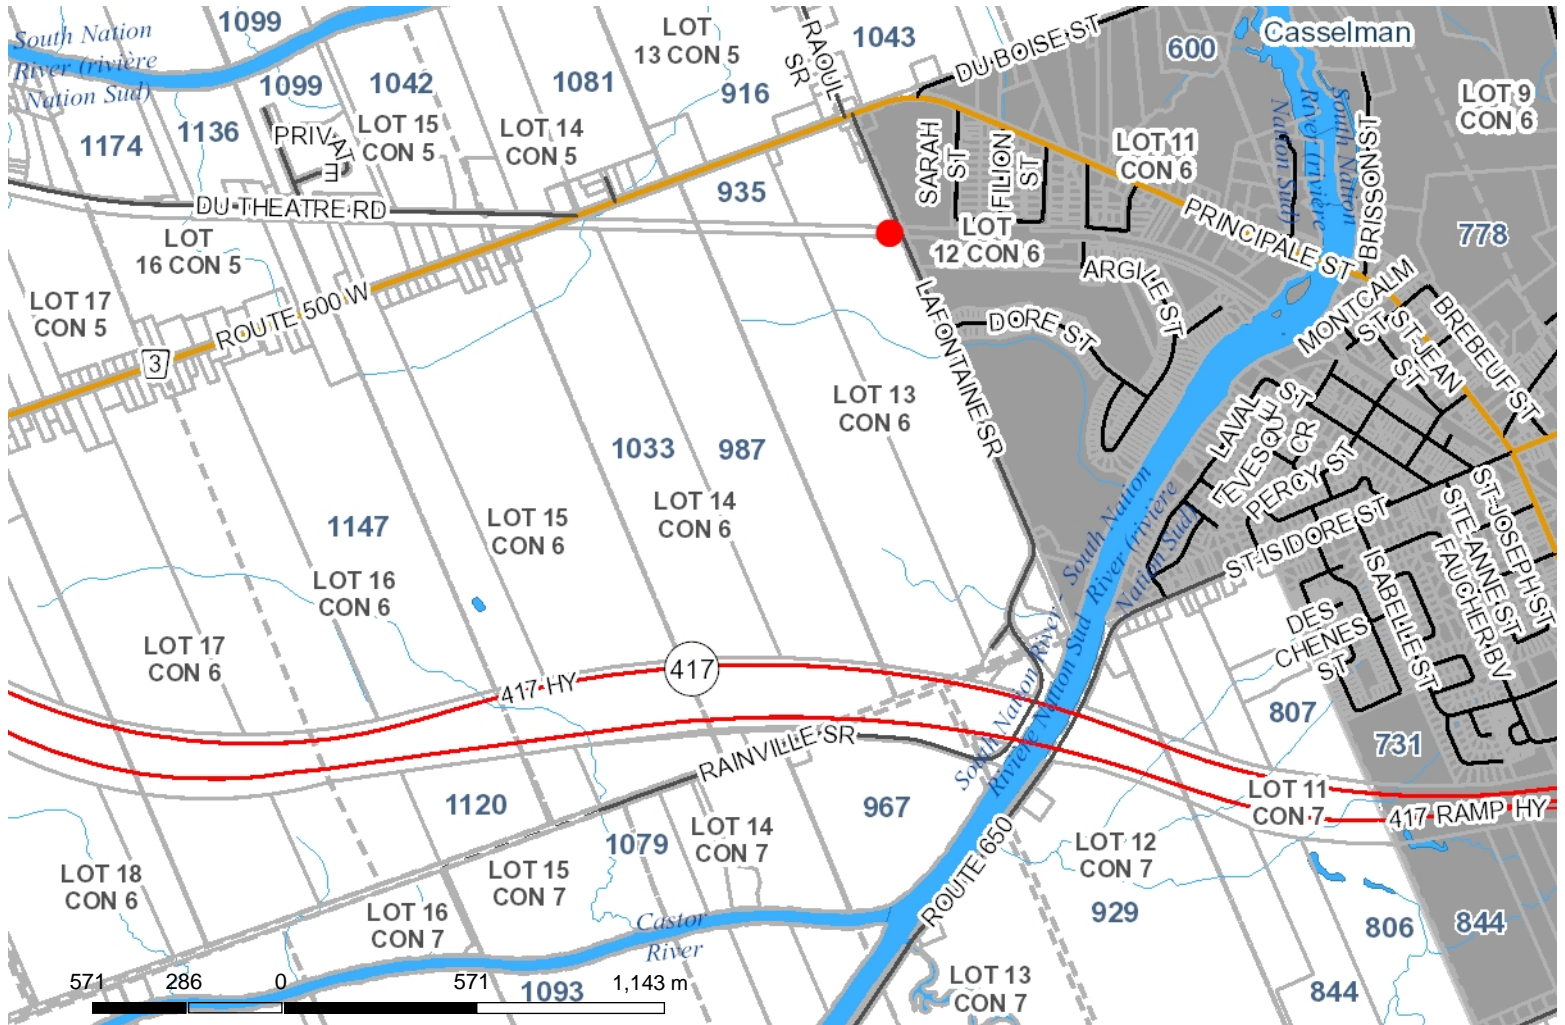 1099
LOT
13 CON 5
RAOUL
SR
1043
DU BOISE ST
600
Casselman
South Nation
River (rivière
Nation Sud)
1099
1042
1081
916
LOT 9
CON 6
1174
1136
PRIVAT
E
LOT 15
CON 5
LOT 14
CON 5
SARAH
ST
FILION
ST
LOT 11
CON 6
South Nation
River (rivière
Nation Sud)
BRISSON ST
935
DU THEATRE RD
LOT
16 CON 5
LOT
12 CON 6
PRINCIPALE ST
778
LOT 17
CON 5
ROUTE 500 W
3
ARGYLE ST
DORE ST
LAFONTAINE SR
MONTCALM
ST
ST-JEAN
ST
BREBEUF ST
LOT 13
CON 6
LAVAL
ST
LEVESQUE
CR
PERCY ST
1033
987
LOT 14
CON 6
1147
LOT 15
CON 6
LOT 16
CON 6
South Nation
River (rivière
Nation Sud)
ST-ISIDORE ST
ST-JOSEPH ST
STE-ANNE ST
FAUCHER BV
ISABELLE ST
DES
CHENES
ST
LOT 17
CON 6
417
417 HY
South Nation River -
Rivière Nation Sud
807
731
RAINVILLE SR
LOT 11
CON 7
417 RAMP HY
1120
967
1079
LOT 14
CON 7
LOT 12
CON 7
LOT 18
CON 6
LOT 15
CON 7
ROUTE 650
LOT 16
CON 7
Castor
River
929
806
844
571
286
0
571
1,143 m
1093
LOT 13
CON 7
844